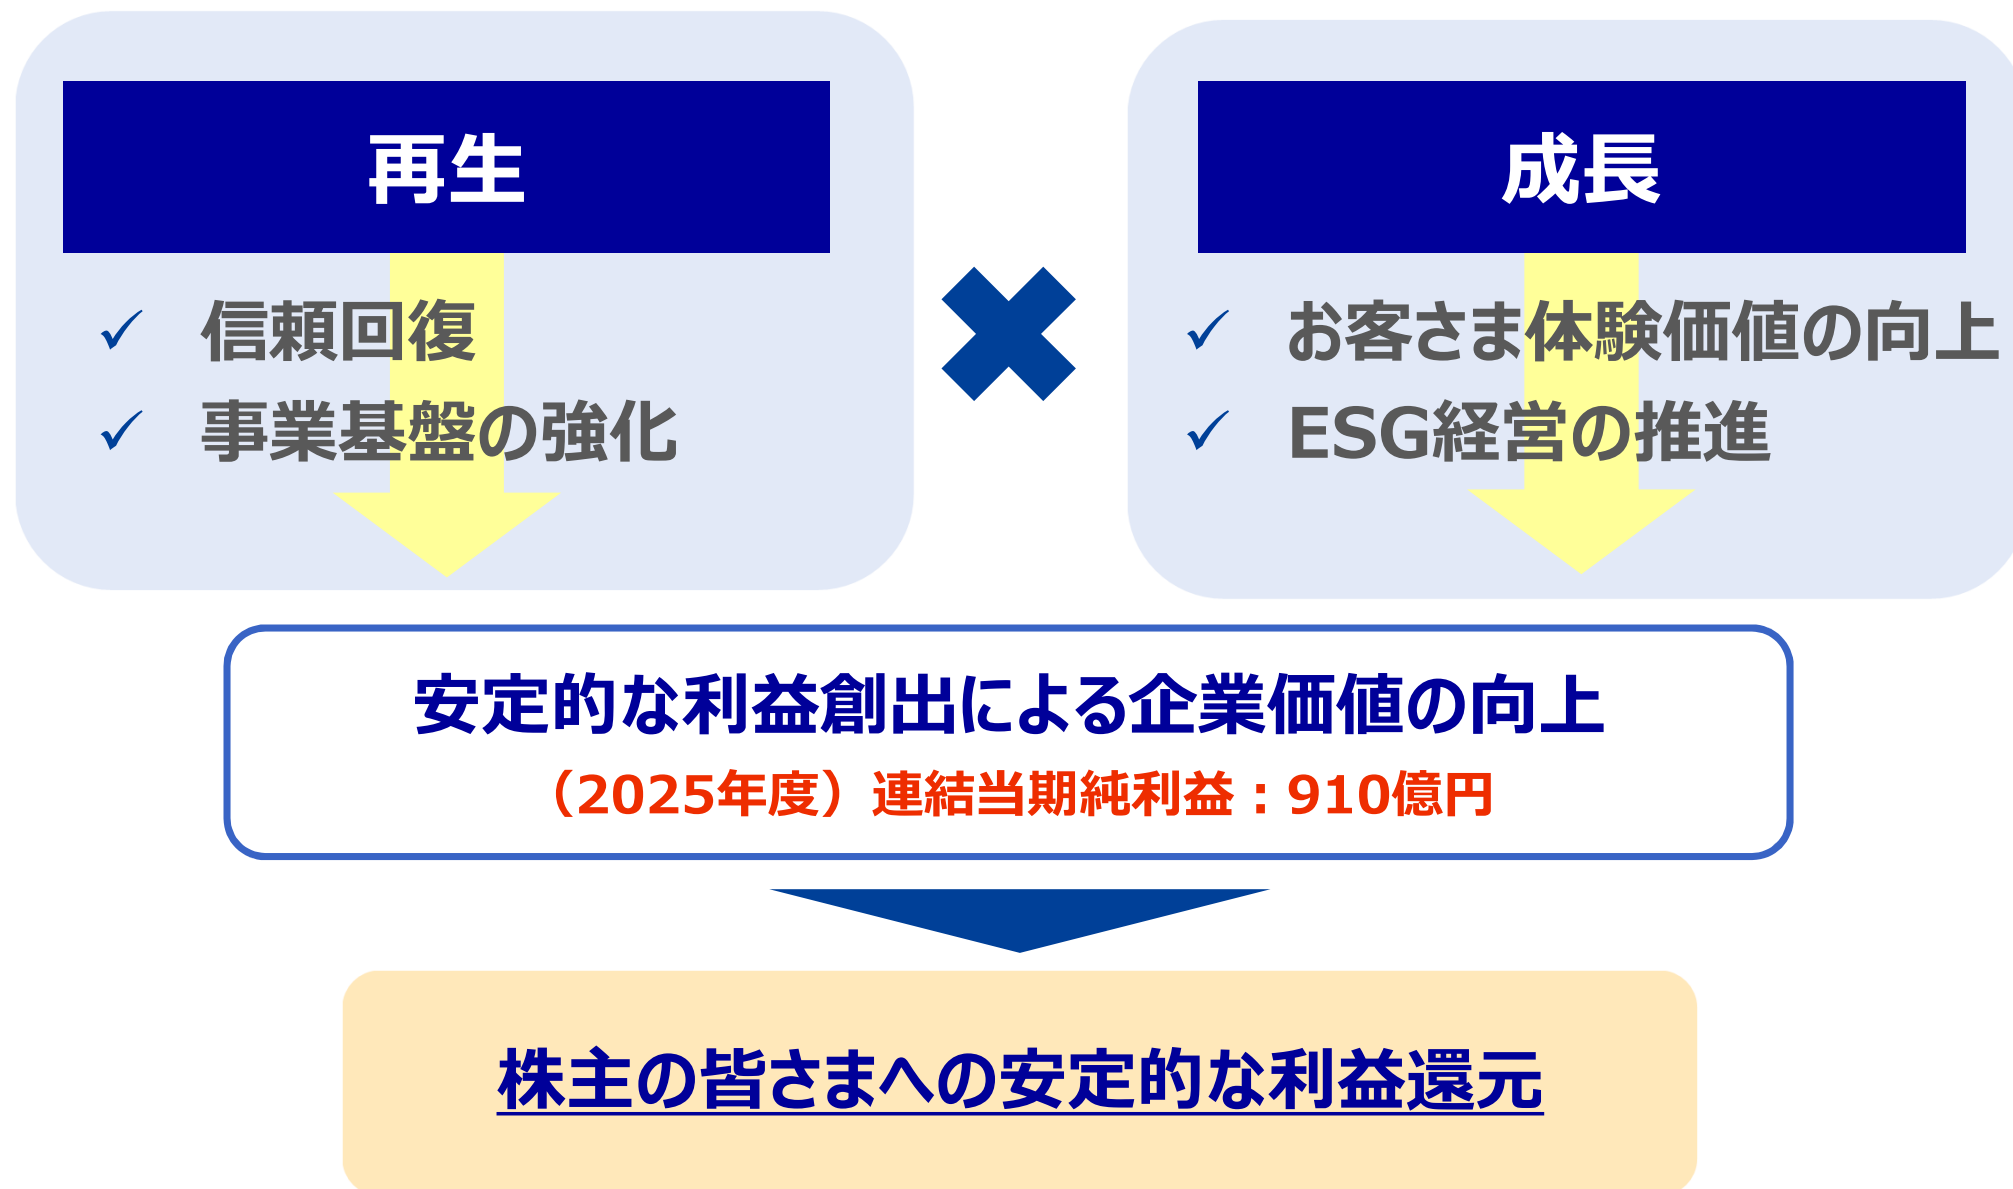 再生
✓ 信頼回復
✓ 事業基盤の強化
成長
✓ お客さま体験価値の向上
✓ ESG経営の推進
安定的な利益創出による企業価値の向上
（2025年度）連結当期純利益：910億円
株主の皆さまへの安定的な利益還元